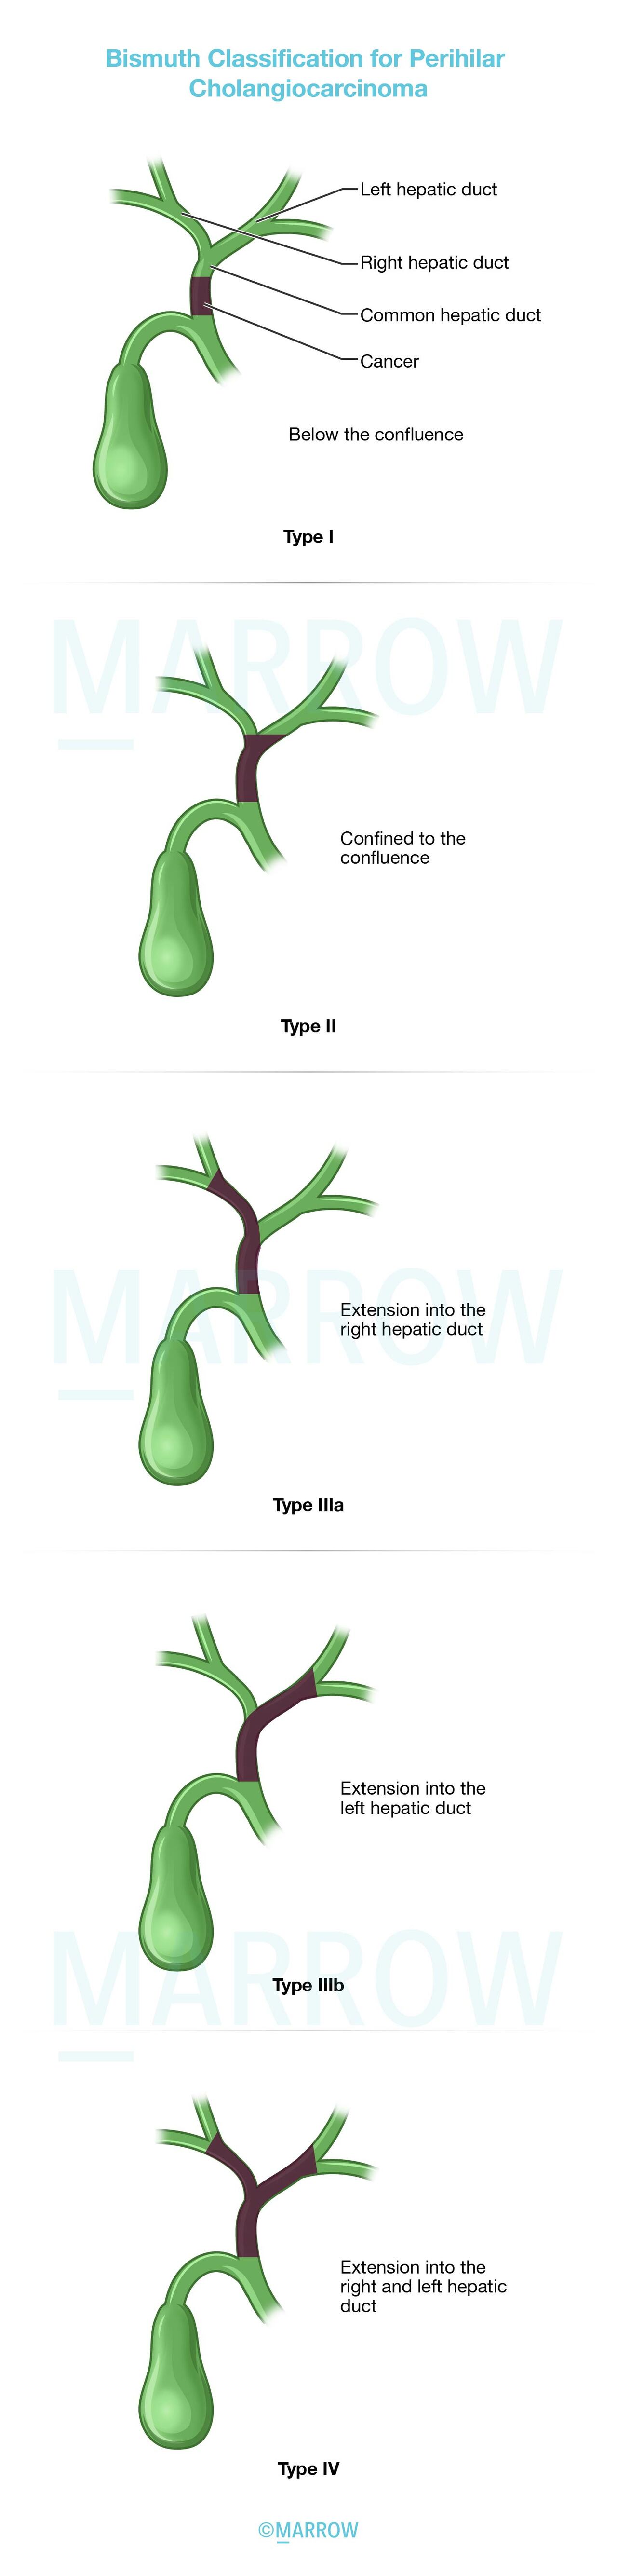 Bismuth Classification for Perihilar
Cholangiocarcinoma
Left hepatic duct
Right hepatic duct
Common hepatic duct
Cancer
Below the confluence
Type I
MARROW
Confined to the
confluence
Type II
MARROW
Extension into the
right hepatic duct
Type IIIa
Extension into the
left hepatic duct
MARROW
Type IIIb
Extension into the
right and left hepatic
duct
Type IV
©MARROW